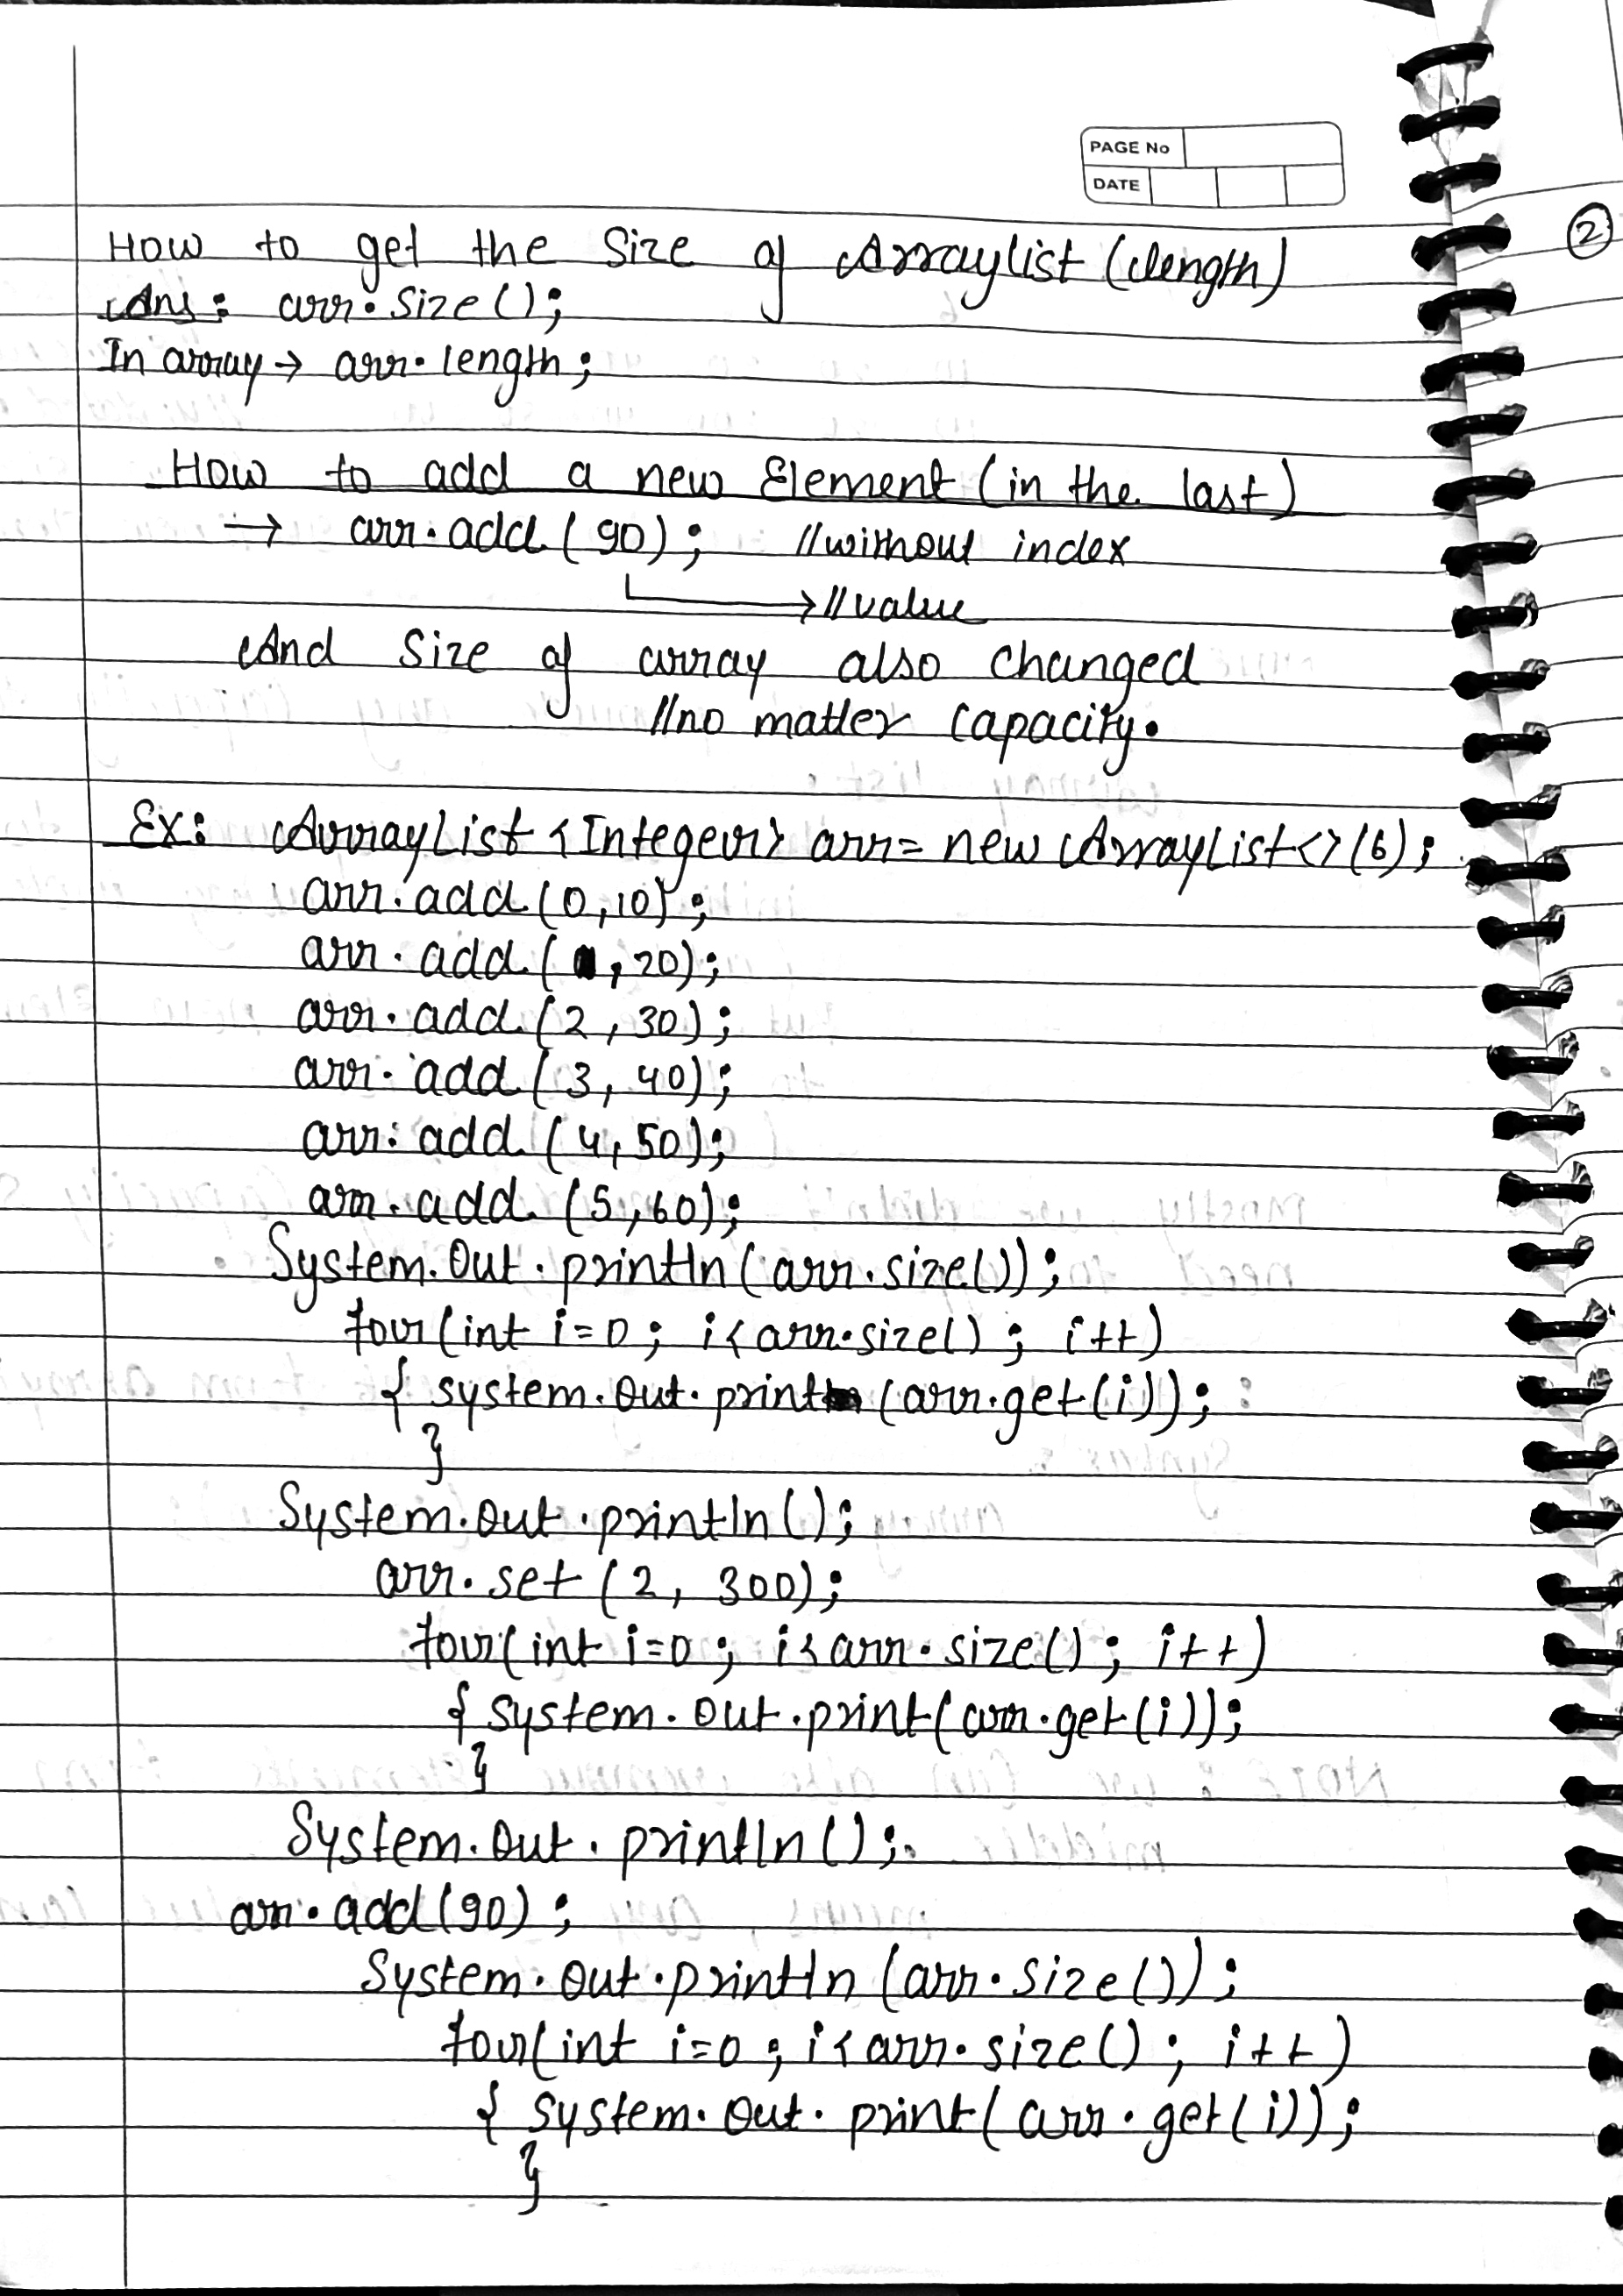 PAGE No
DATE
2
How to get the Size of Arraylist (length)
Ans: arr.size();
In array → arr.length;
How to add a new Element (in the last)
→ arr.add(90); //without index
→ //value
And Size of array also changed
//no matter capacity.
Ex: ArrayList <Integer> arr = new ArrayList<>(6);
arr.add(0,10);
arr.add( ,20);
arr.add(2,30);
arr.add(3,40);
arr.add(4,50);
arr.add(5,60);
System.out.println(arr.size());
for(int i=0; i<arr.size(); i++)
{ system.out.print(arr.get(i));
}
System.out.println();
arr.set(2, 300);
for(int i=0; i<arr.size(); i++)
{ system.out.print(arr.get(i));
}
System.out.println();
arr.add(90);
System.out.println(arr.size());
for(int i=0; i<arr.size(); i++)
{ system.out.print(arr.get(i));
}